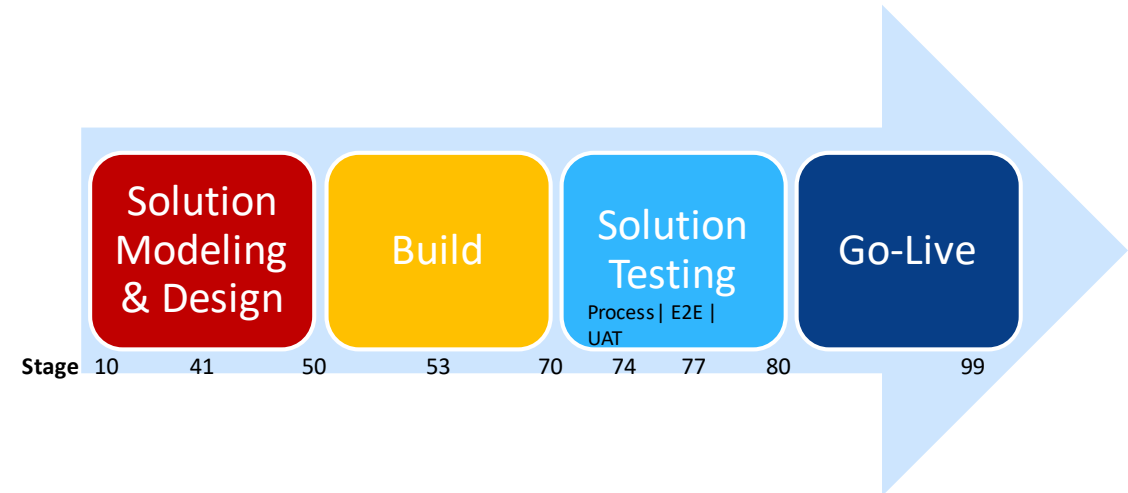 Solution
Modeling
& Design
Build
Solution
Testing
Process| E2E |
UAT
Go-Live
Stage 10 41 50 53 70 74 77 80 99